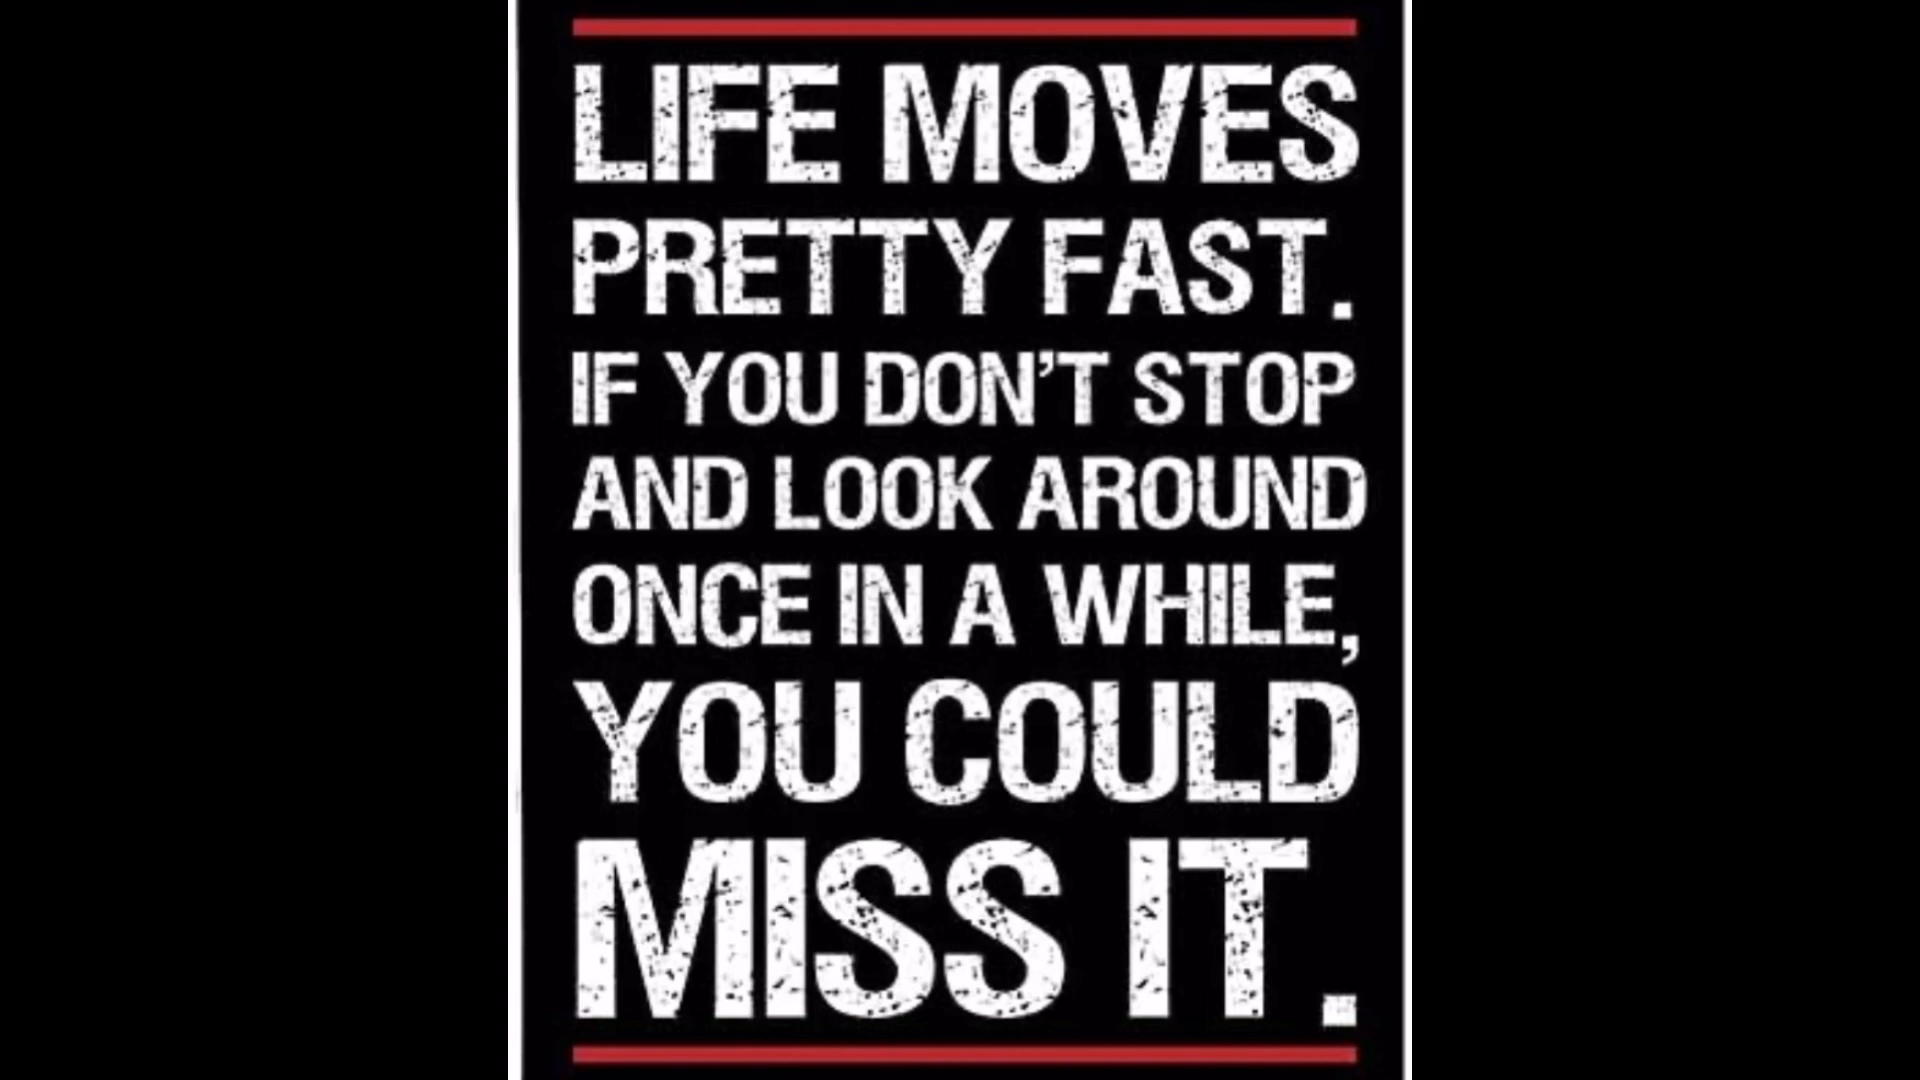 LIFE MOVES
PRETTY FAST.
IF YOU DON’T STOP
AND LOOK AROUND
ONCE IN A WHILE,
YOU COULD
MISS IT.